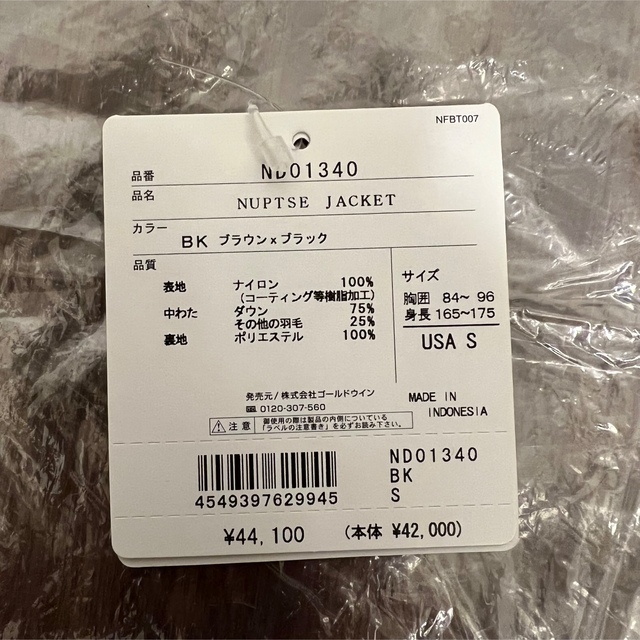 NFBT007
品番 ND01340
品名 NUPTSE JACKET
カラー BK ブラウンxブラック
品質
表地 ナイロン 100%
(コーティング等樹脂加工)
中わた ダウン 75%
その他の羽毛 25%
裏地 ポリエステル 100%
サイズ
胸囲 84~ 96
身長 165~175
USA S
発売元/株式会社ゴールドウイン
0120-307-560
注意 御使用の際は製品の内側についている
「ラベルの注意書き」を必ずお読み下さい。
MADE IN
INDONESIA
4549397629945
ND01340
BK
S
¥44,100 (本体 ¥42,000)